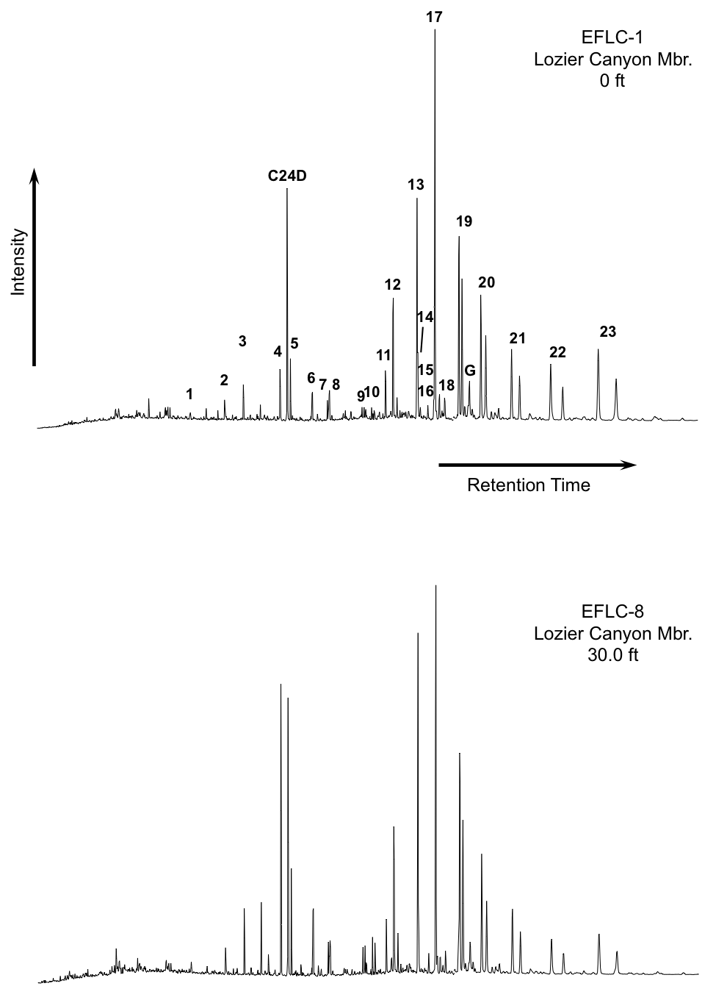 17
EFLC-1
Lozier Canyon Mbr.
0 ft
C24D
13
19
12
20
14
3
4
5
11
15
21
22
23
1
2
6
7
8
9
10
16
18
G
Intensity
Retention Time
EFLC-8
Lozier Canyon Mbr.
30.0 ft